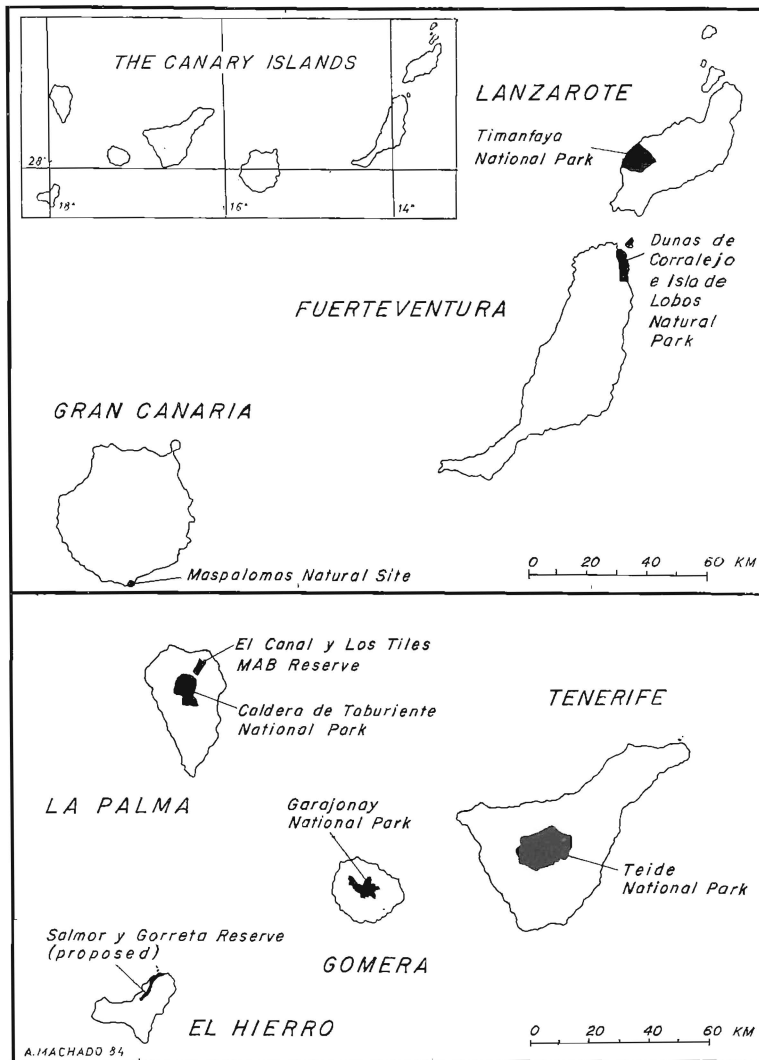 THE CANARY ISLANDS
28°
18°
16°
14°
LANZAROTE
Timanfaya
National Park
Dunas de
Corralejo
e Isla de
Lobos
Natural
Park
FUERTEVENTURA
GRAN CANARIA
Maspalomas Natural Site
0 20 40 60 KM
El Canal y Los Tiles
MAB Reserve
Caldera de Taburiente
National Park
TENERIFE
LA PALMA
Garajonay
National Park
Teide
National Park
Salmor y Gorreta Reserve
(proposed)
GOMERA
EL HIERRO
0 20 40 60 KM
A.MACHADO 84